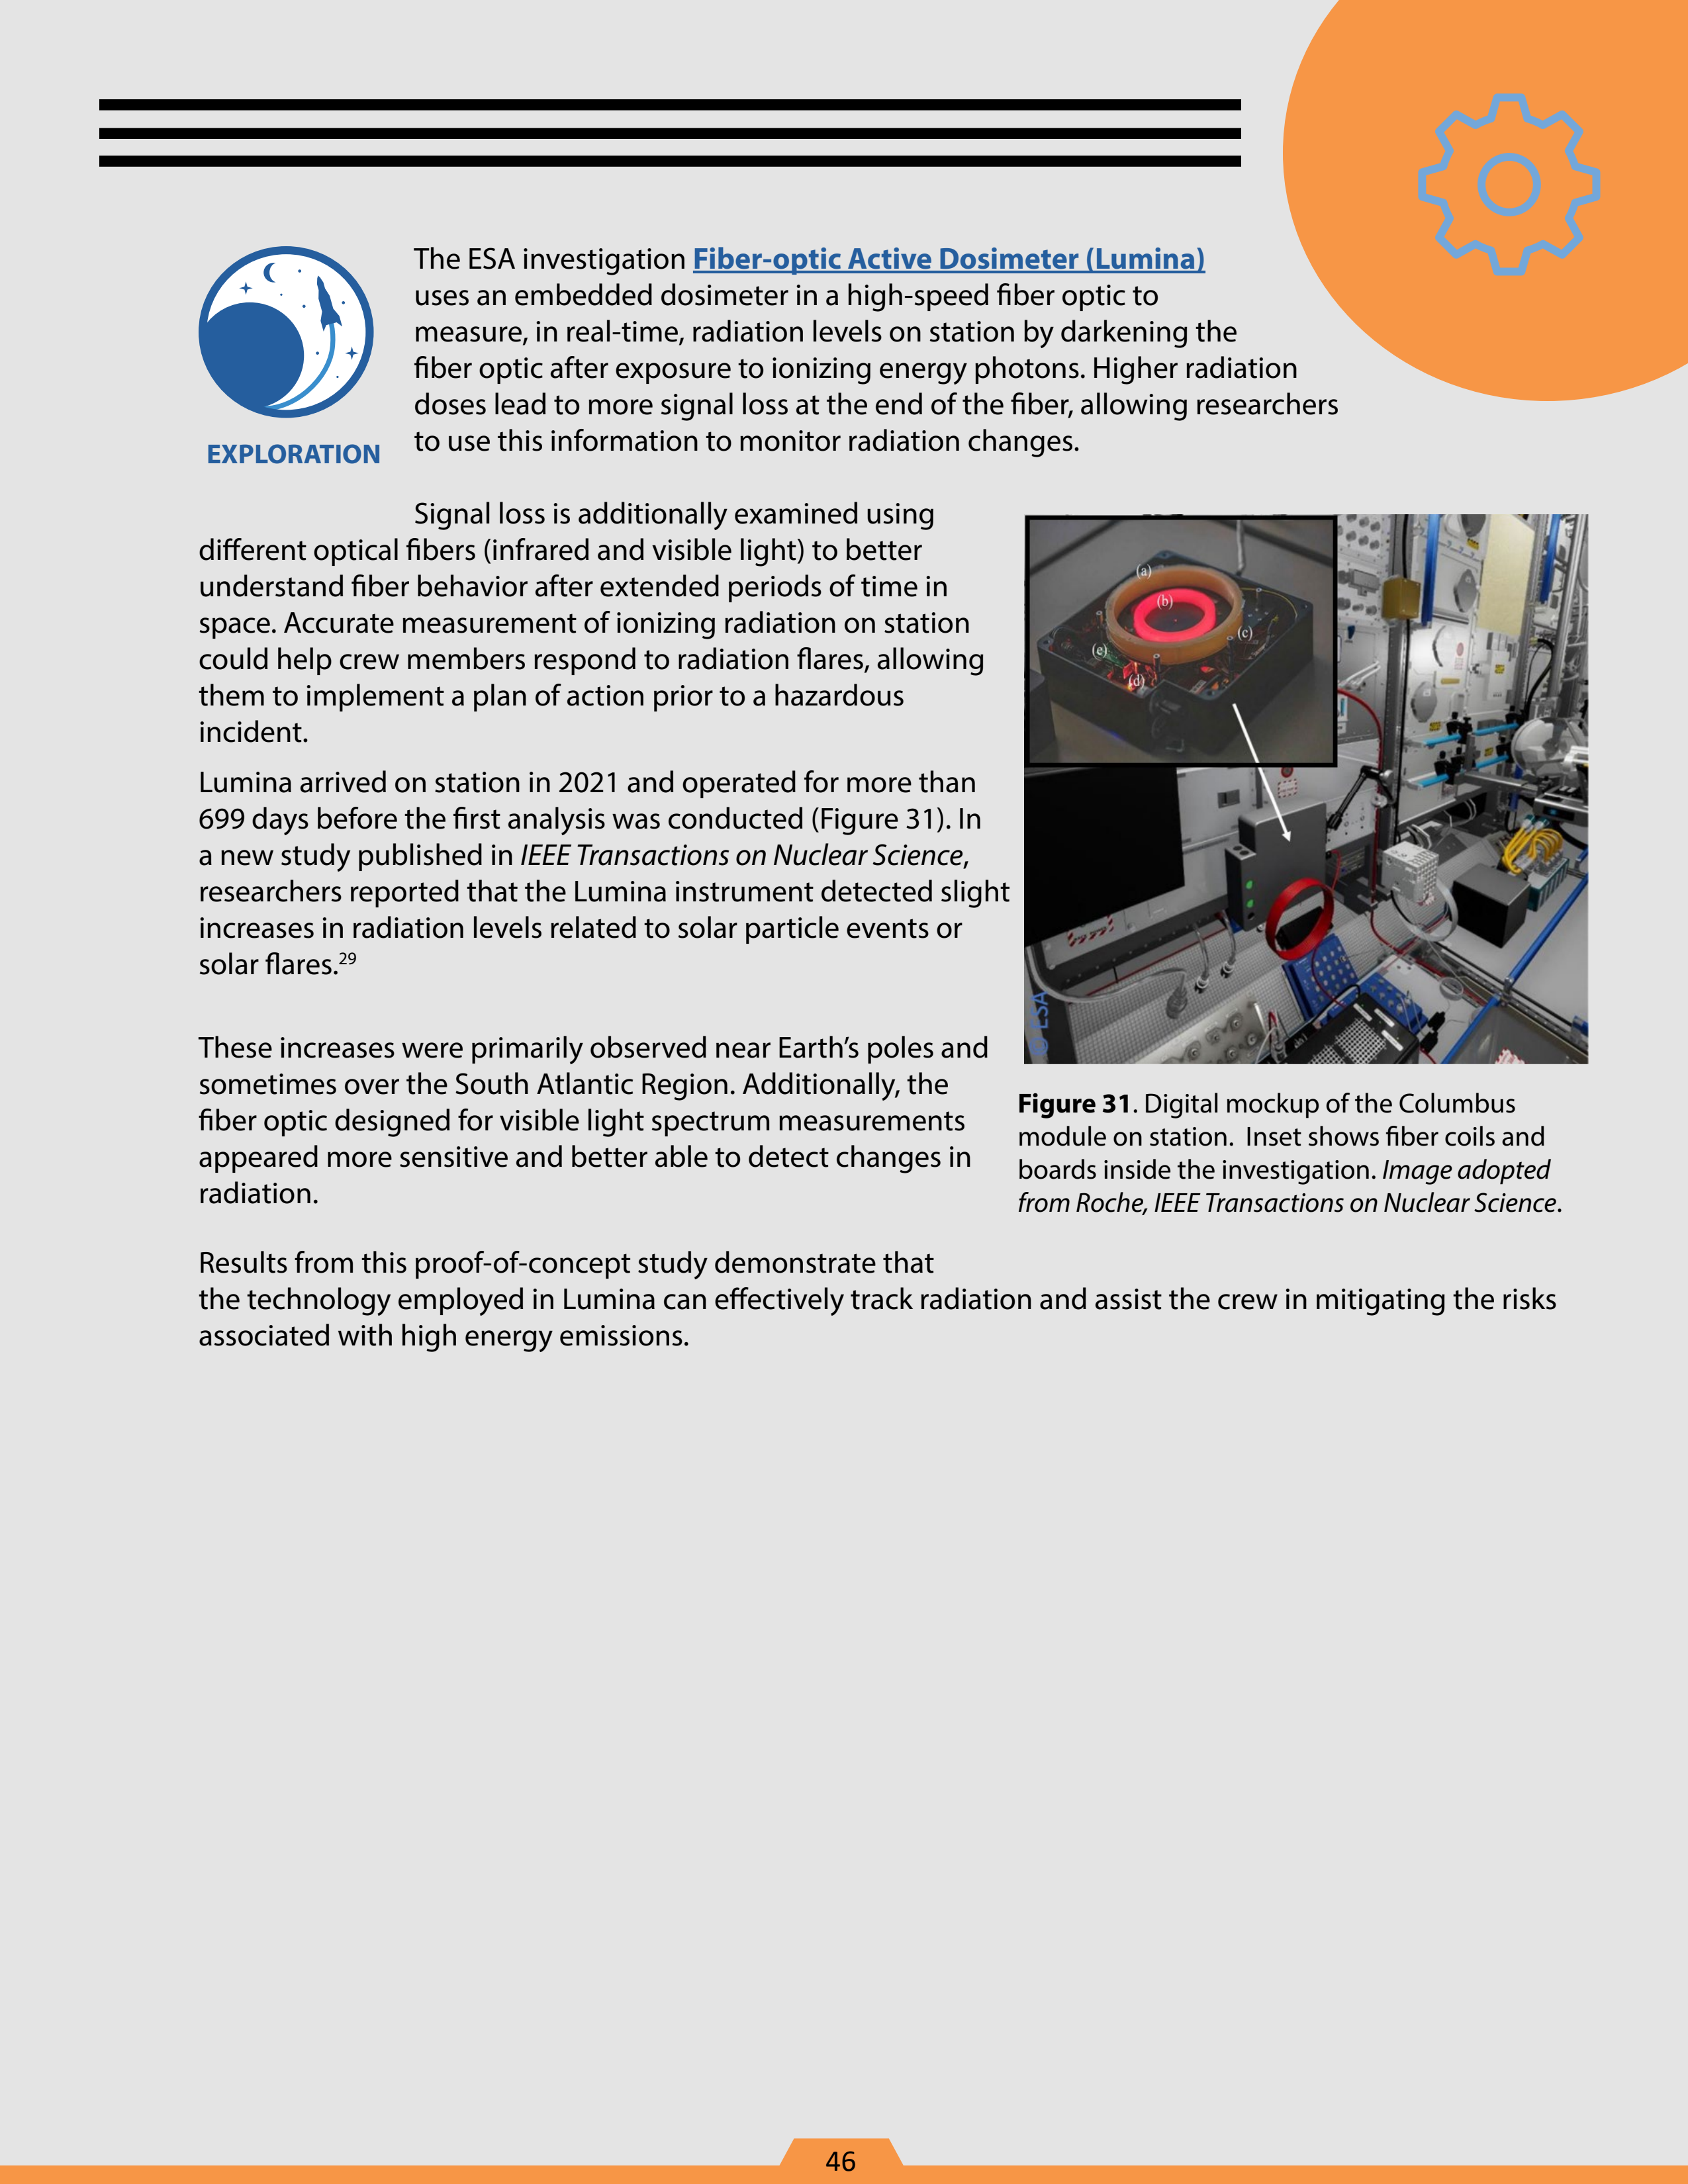 The ESA investigation Fiber-optic Active Dosimeter (Lumina)
uses an embedded dosimeter in a high-speed fiber optic to
measure, in real-time, radiation levels on station by darkening the
fiber optic after exposure to ionizing energy photons. Higher radiation
doses lead to more signal loss at the end of the fiber, allowing researchers
to use this information to monitor radiation changes.
EXPLORATION
Signal loss is additionally examined using
different optical fibers (infrared and visible light) to better
understand fiber behavior after extended periods of time in
space. Accurate measurement of ionizing radiation on station
could help crew members respond to radiation flares, allowing
them to implement a plan of action prior to a hazardous
incident.
Lumina arrived on station in 2021 and operated for more than
699 days before the first analysis was conducted (Figure 31). In
a new study published in IEEE Transactions on Nuclear Science,
researchers reported that the Lumina instrument detected slight
increases in radiation levels related to solar particle events or
solar flares.29
These increases were primarily observed near Earth’s poles and
sometimes over the South Atlantic Region. Additionally, the
fiber optic designed for visible light spectrum measurements
appeared more sensitive and better able to detect changes in
radiation.
(a)
(b)
(c)
(e)
(d)
© ESA
Figure 31. Digital mockup of the Columbus
module on station. Inset shows fiber coils and
boards inside the investigation. Image adopted
from Roche, IEEE Transactions on Nuclear Science.
Results from this proof-of-concept study demonstrate that
the technology employed in Lumina can effectively track radiation and assist the crew in mitigating the risks
associated with high energy emissions.
46